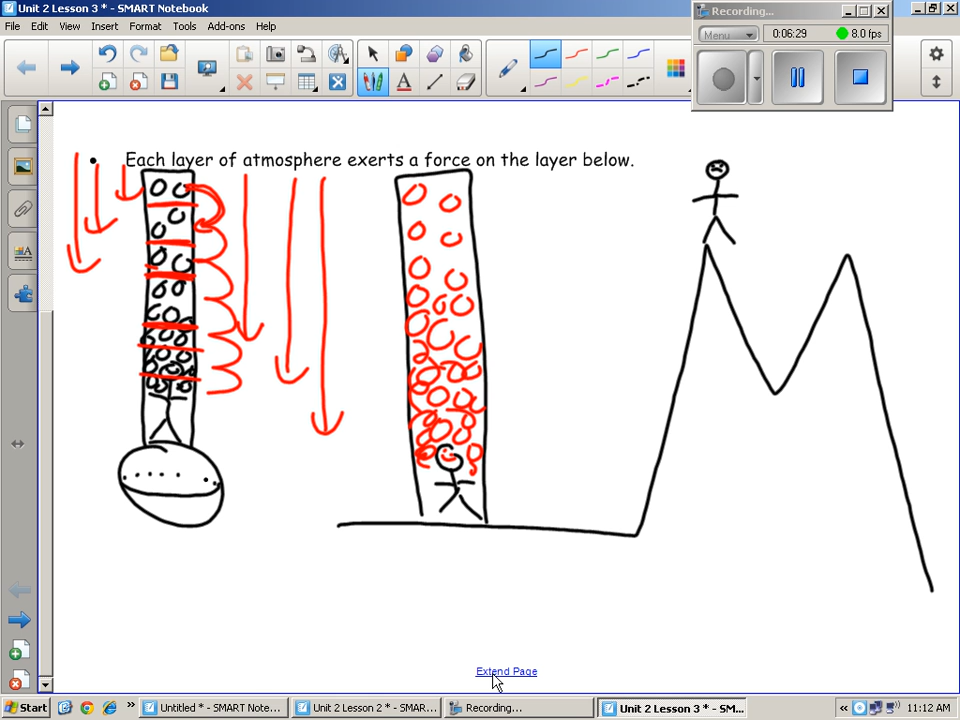 Unit 2 Lesson 3 * - SMART Notebook
Recording...
File Edit View Insert Format Tools Add-ons Help
Menu 0:06:29 8.0 fps
• Each layer of atmosphere exerts a force on the layer below.
Extend Page
Start » Untitled * - SMART Note... Unit 2 Lesson 2 * - SMAR... Recording... Unit 2 Lesson 3 * - SM... « 11:12 AM